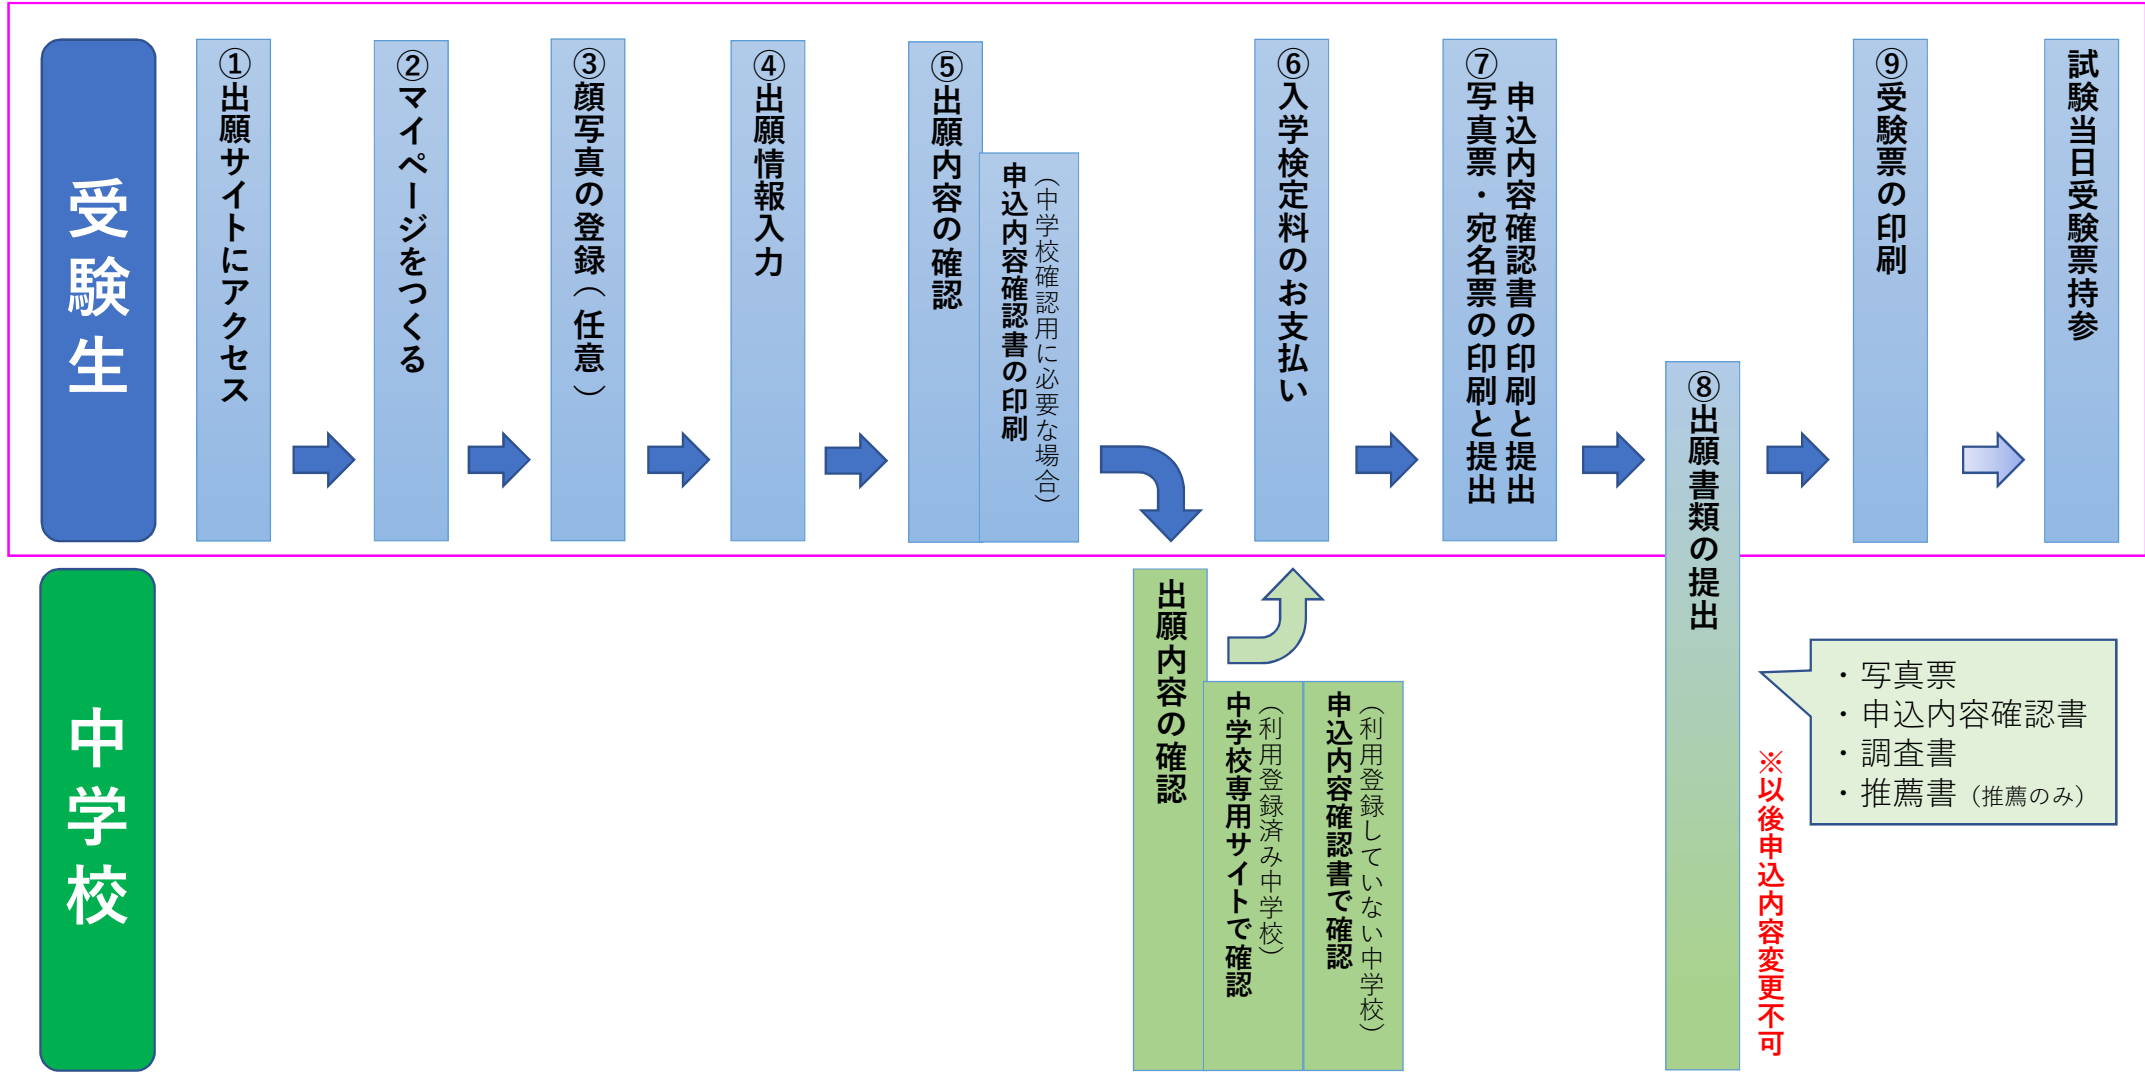 受験生
①出願サイトにアクセス
②マイページをつくる
③顔写真の登録（任意）
④出願情報入力
⑤出願内容の確認
（中学校確認用に必要な場合）
申込内容確認書の印刷
⑥入学検定料のお支払い
申込内容確認書の印刷と提出
⑦写真票・宛名票の印刷と提出
⑧出願書類の提出
⑨受験票の印刷
試験当日受験票持参
中学校
出願内容の確認
（利用登録済み中学校）
中学校専用サイトで確認
（利用登録していない中学校）
申込内容確認書で確認
※以後申込内容変更不可
・写真票
・申込内容確認書
・調査書
・推薦書（推薦のみ）